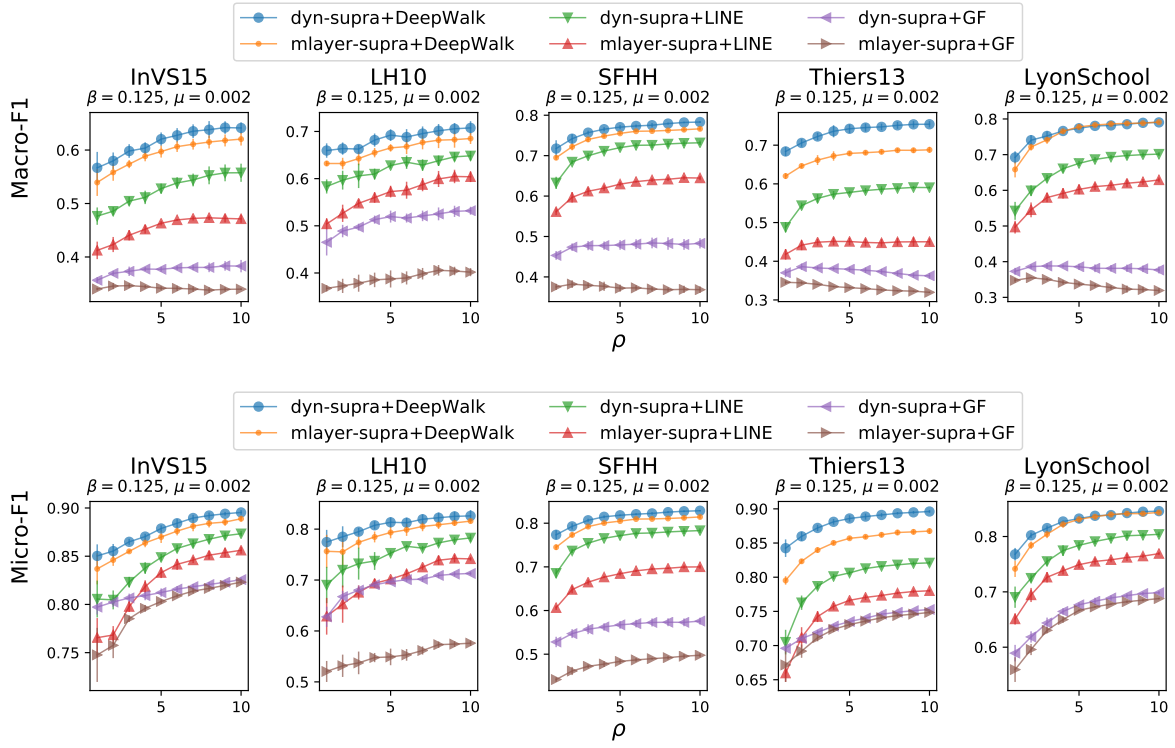 dyn-supra+DeepWalk dyn-supra+LINE dyn-supra+GF
mlayer-supra+DeepWalk mlayer-supra+LINE mlayer-supra+GF
InVS15 LH10 SFHH Thiers13 LyonSchool
β = 0.125, μ = 0.002 β = 0.125, μ = 0.002 β = 0.125, μ = 0.002 β = 0.125, μ = 0.002 β = 0.125, μ = 0.002
Macro-F1
0.6 0.5 0.4
0.7 0.6 0.5 0.4
0.8 0.7 0.6 0.5 0.4
0.7 0.6 0.5 0.4 0.3
0.8 0.7 0.6 0.5 0.4 0.3
5 10 5 10 5 10 5 10 5 10
ρ
dyn-supra+DeepWalk dyn-supra+LINE dyn-supra+GF
mlayer-supra+DeepWalk mlayer-supra+LINE mlayer-supra+GF
InVS15 LH10 SFHH Thiers13 LyonSchool
β = 0.125, μ = 0.002 β = 0.125, μ = 0.002 β = 0.125, μ = 0.002 β = 0.125, μ = 0.002 β = 0.125, μ = 0.002
Micro-F1
0.90 0.85 0.80 0.75
0.8 0.7 0.6 0.5
0.8 0.7 0.6 0.5
0.90 0.85 0.80 0.75 0.70 0.65
0.8 0.7 0.6
5 10 5 10 5 10 5 10 5 10
ρ